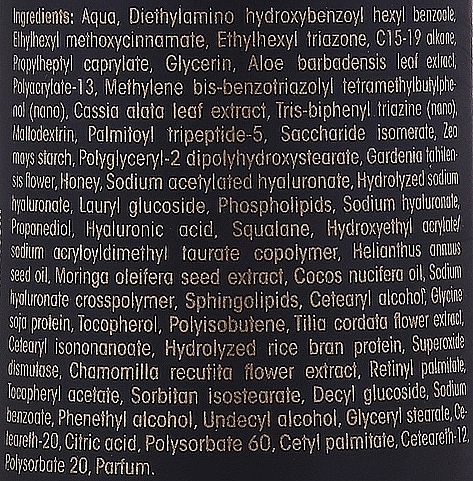 Ingredients: Aqua, Diethylamino hydroxybenzoyl hexyl benzoate,
Ethylhexyl methoxycinnamate, Ethylhexyl triazone, C15-19 alkane,
Propylheptyl caprylate, Glycerin, Aloe barbadensis leaf extract,
Polyacrylate-13, Methylene bis-benzotriazolyl tetramethylbutylphe-
nol (nano), Cassia alata leaf extract, Tris-biphenyl triazine (nano),
Maltodextrin, Palmitoyl tripeptide-5, Saccharide isomerate, Zea
mays starch, Polyglyceryl-2 dipolyhydroxystearate, Gardenia tahiten-
sis flower, Honey, Sodium acetylated hyaluronate, Hydrolyzed sodium
hyaluronate, Lauryl glucoside, Phospholipids, Sodium hyaluronate,
Propanediol, Hyaluronic acid, Squalane, Hydroxyethyl acrylate/
sodium acryloyldimethyl taurate copolymer, Helianthus annuus
seed oil, Moringa oleifera seed extract, Cocos nucifera oil, Sodium
hyaluronate crosspolymer, Sphingolipids, Cetearyl alcohol, Glycine
soja protein, Tocopherol, Polyisobutene, Tilia cordata flower extract,
Cetearyl isononanoate, Hydrolyzed rice bran protein, Superoxide
dismutase, Chamomilla recutita flower extract, Retinyl palmitate,
Tocopheryl acetate, Sorbitan isostearate, Decyl glucoside, Sodium
benzoate, Phenethyl alcohol, Undecyl alcohol, Glyceryl stearate, Ce-
teareth-20, Citric acid, Polysorbate 60, Cetyl palmitate, Ceteareth-12,
Polysorbate 20, Parfum.